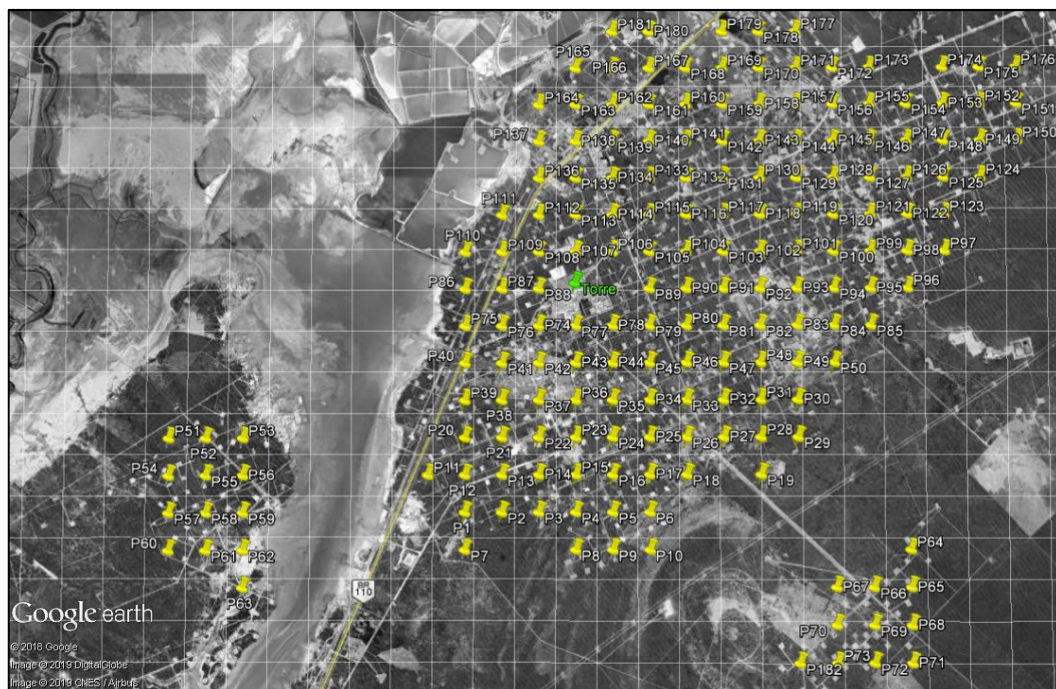 P181 P180 P179 P178 P177
P165 P166 P167 P168 P169 P170 P171 P172 P173 P174 P175 P176
P164 P163 P162 P161 P160 P159 P158 P157 P156 P155 P154 P153 P152 P151
P137 P138 P139 P140 P141 P142 P143 P144 P145 P146 P147 P148 P149 P150
P136 P135 P134 P133 P132 P131 P130 P129 P128 P127 P126 P125 P124
P111 P112 P113 P114 P115 P116 P117 P118 P119 P120 P121 P122 P123
P110 P109 P108 P107 P106 P105 P104 P103 P102 P101 P100 P99 P98 P97
P86 P87 P88 Torre P89 P90 P91 P92 P93 P94 P95 P96
P75 P76 P74 P77 P78 P79 P80 P81 P82 P83 P84 P85
P40 P41 P42 P43 P44 P45 P46 P47 P48 P49 P50
P39 P38 P37 P36 P35 P34 P33 P32 P31 P30
P51 P52 P53 P20 P21 P22 P23 P24 P25 P26 P27 P28 P29
P54 P55 P56 P11 P12 P13 P14 P15 P16 P17 P18 P19
P57 P58 P59 P1 P2 P3 P4 P5 P6
P60 P61 P62 P7 P8 P9 P10 P64
P63 P67 P66 P65
BR
110
P70 P69 P68
P182 P73 P72 P71
Google earth
© 2018 Google
Image © 2019 DigitalGlobe
Image © 2019 CNES / Airbus